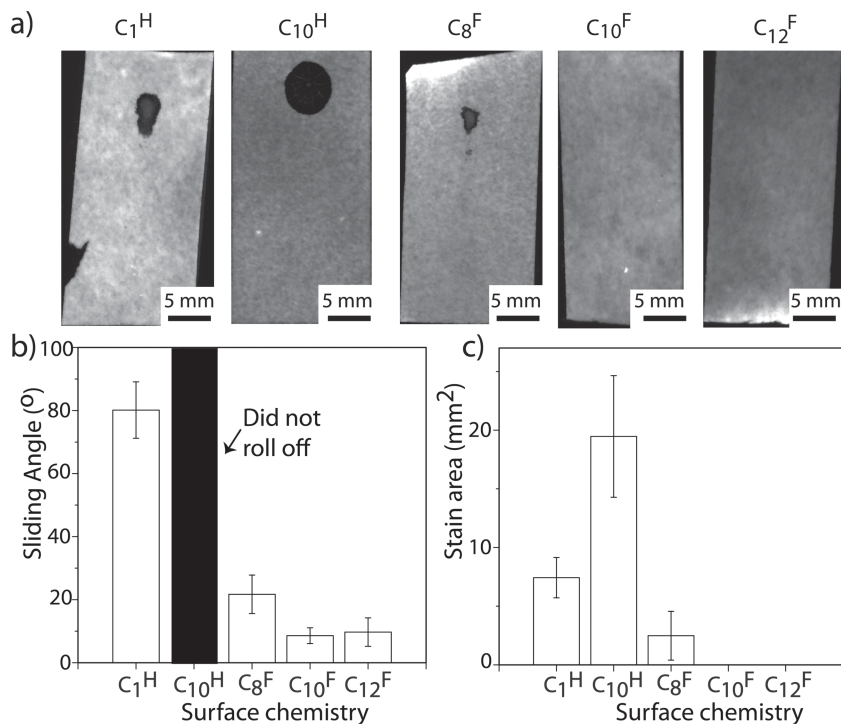 a)
C₁ᴴ C₁₀ᴴ C₈ꟳ C₁₀ꟳ C₁₂ꟳ
5 mm 5 mm 5 mm 5 mm 5 mm
b)
100
80
60
40
20
0
Sliding Angle (º)
Did not
roll off
C₁ᴴ C₁₀ᴴ C₈ꟳ C₁₀ꟳ C₁₂ꟳ
Surface chemistry
c)
20
10
0
Stain area (mm²)
C₁ᴴ C₁₀ᴴ C₈ꟳ C₁₀ꟳ C₁₂ꟳ
Surface chemistry